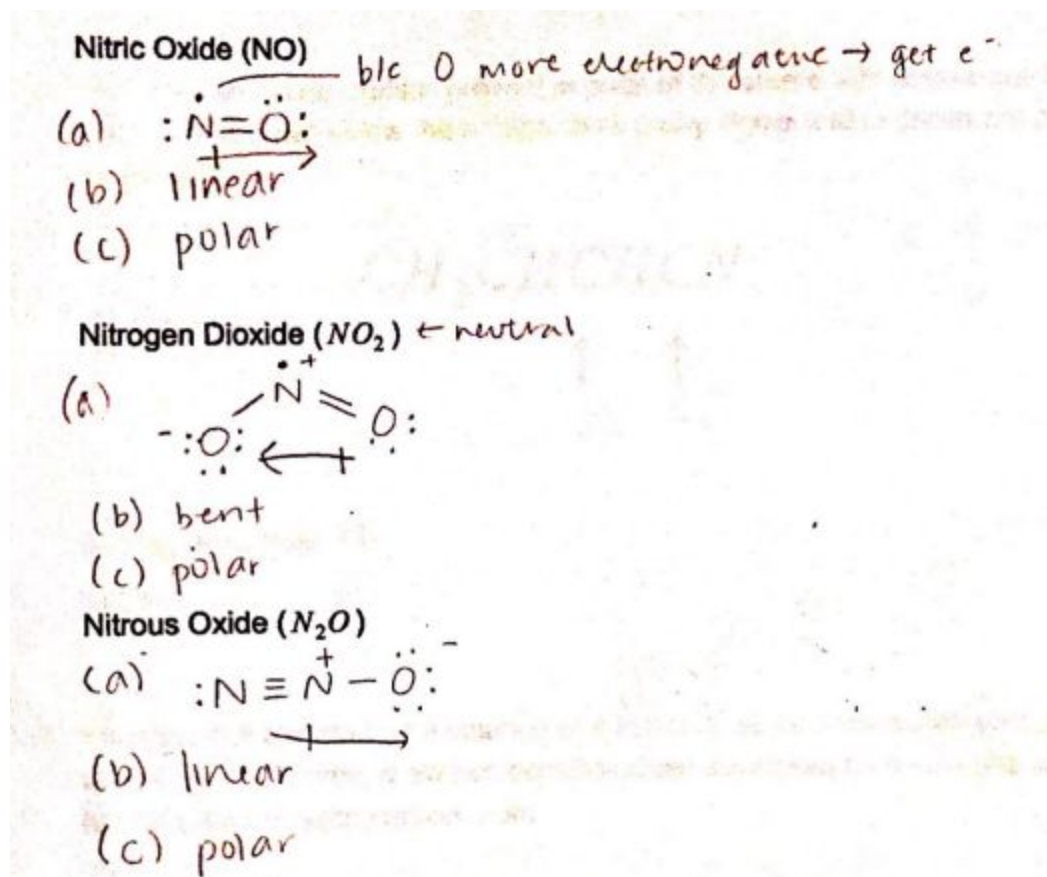 Nitric Oxide (NO)
b/c O more electronegative → get e⁻
(a) :N=O:
(b) linear
(c) polar
Nitrogen Dioxide (NO₂) ← neutral
(a) N⁺
⁻:O: O:
(b) bent
(c) polar
Nitrous Oxide (N₂O)
(a) :N≡N⁺−O:⁻
(b) linear
(c) polar